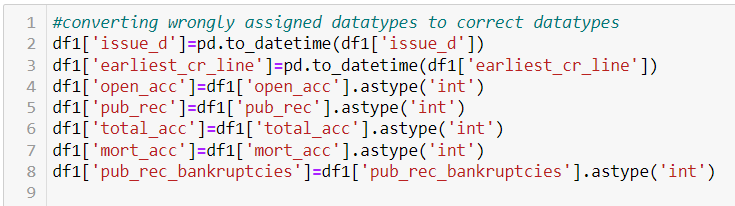 1 #converting wrongly assigned datatypes to correct datatypes
2 df1['issue_d']=pd.to_datetime(df1['issue_d'])
3 df1['earliest_cr_line']=pd.to_datetime(df1['earliest_cr_line'])
4 df1['open_acc']=df1['open_acc'].astype('int')
5 df1['pub_rec']=df1['pub_rec'].astype('int')
6 df1['total_acc']=df1['total_acc'].astype('int')
7 df1['mort_acc']=df1['mort_acc'].astype('int')
8 df1['pub_rec_bankruptcies']=df1['pub_rec_bankruptcies'].astype('int')
9